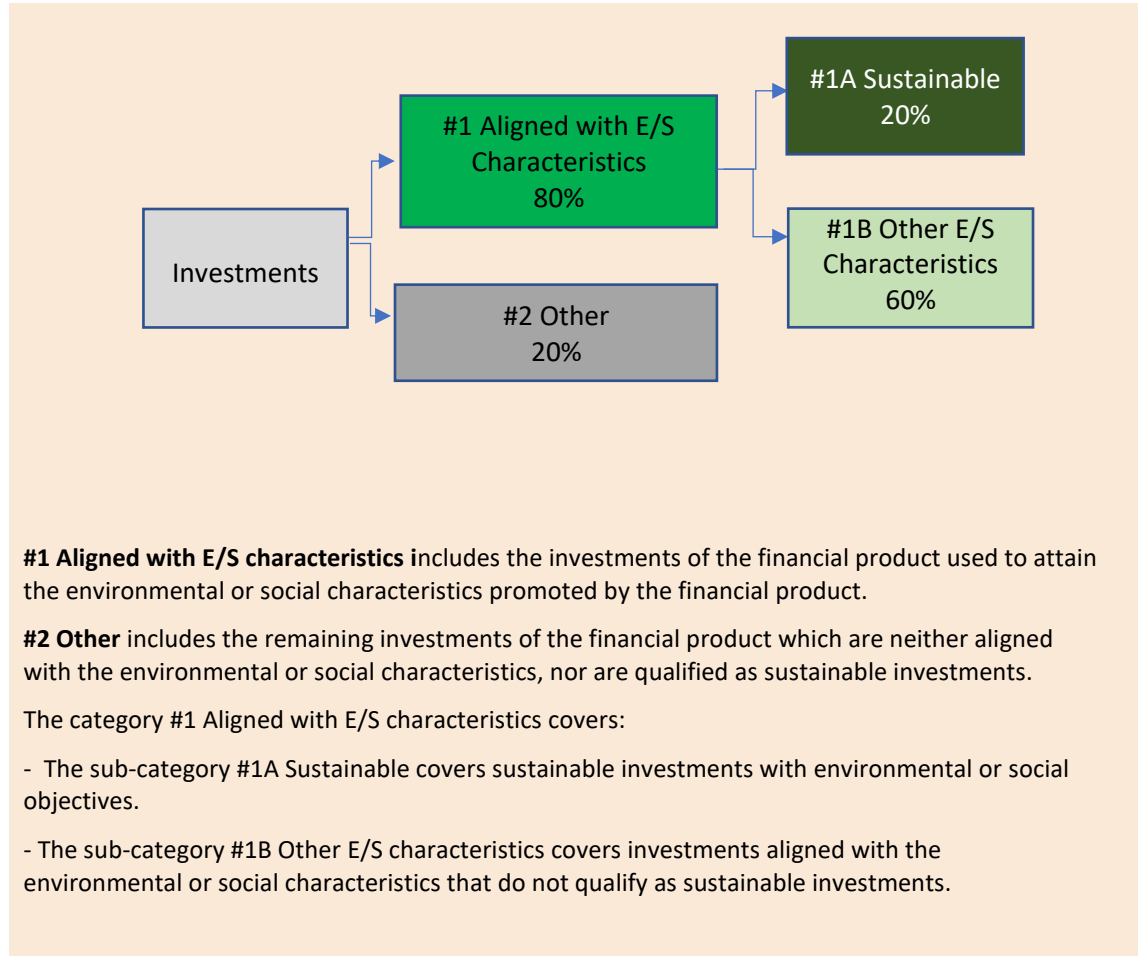 #1A Sustainable
20%
#1 Aligned with E/S
Characteristics
80%
#1B Other E/S
Characteristics
60%
Investments
#2 Other
20%
#1 Aligned with E/S characteristics includes the investments of the financial product used to attain
the environmental or social characteristics promoted by the financial product.
#2 Other includes the remaining investments of the financial product which are neither aligned
with the environmental or social characteristics, nor are qualified as sustainable investments.
The category #1 Aligned with E/S characteristics covers:
- The sub-category #1A Sustainable covers sustainable investments with environmental or social
objectives.
- The sub-category #1B Other E/S characteristics covers investments aligned with the
environmental or social characteristics that do not qualify as sustainable investments.